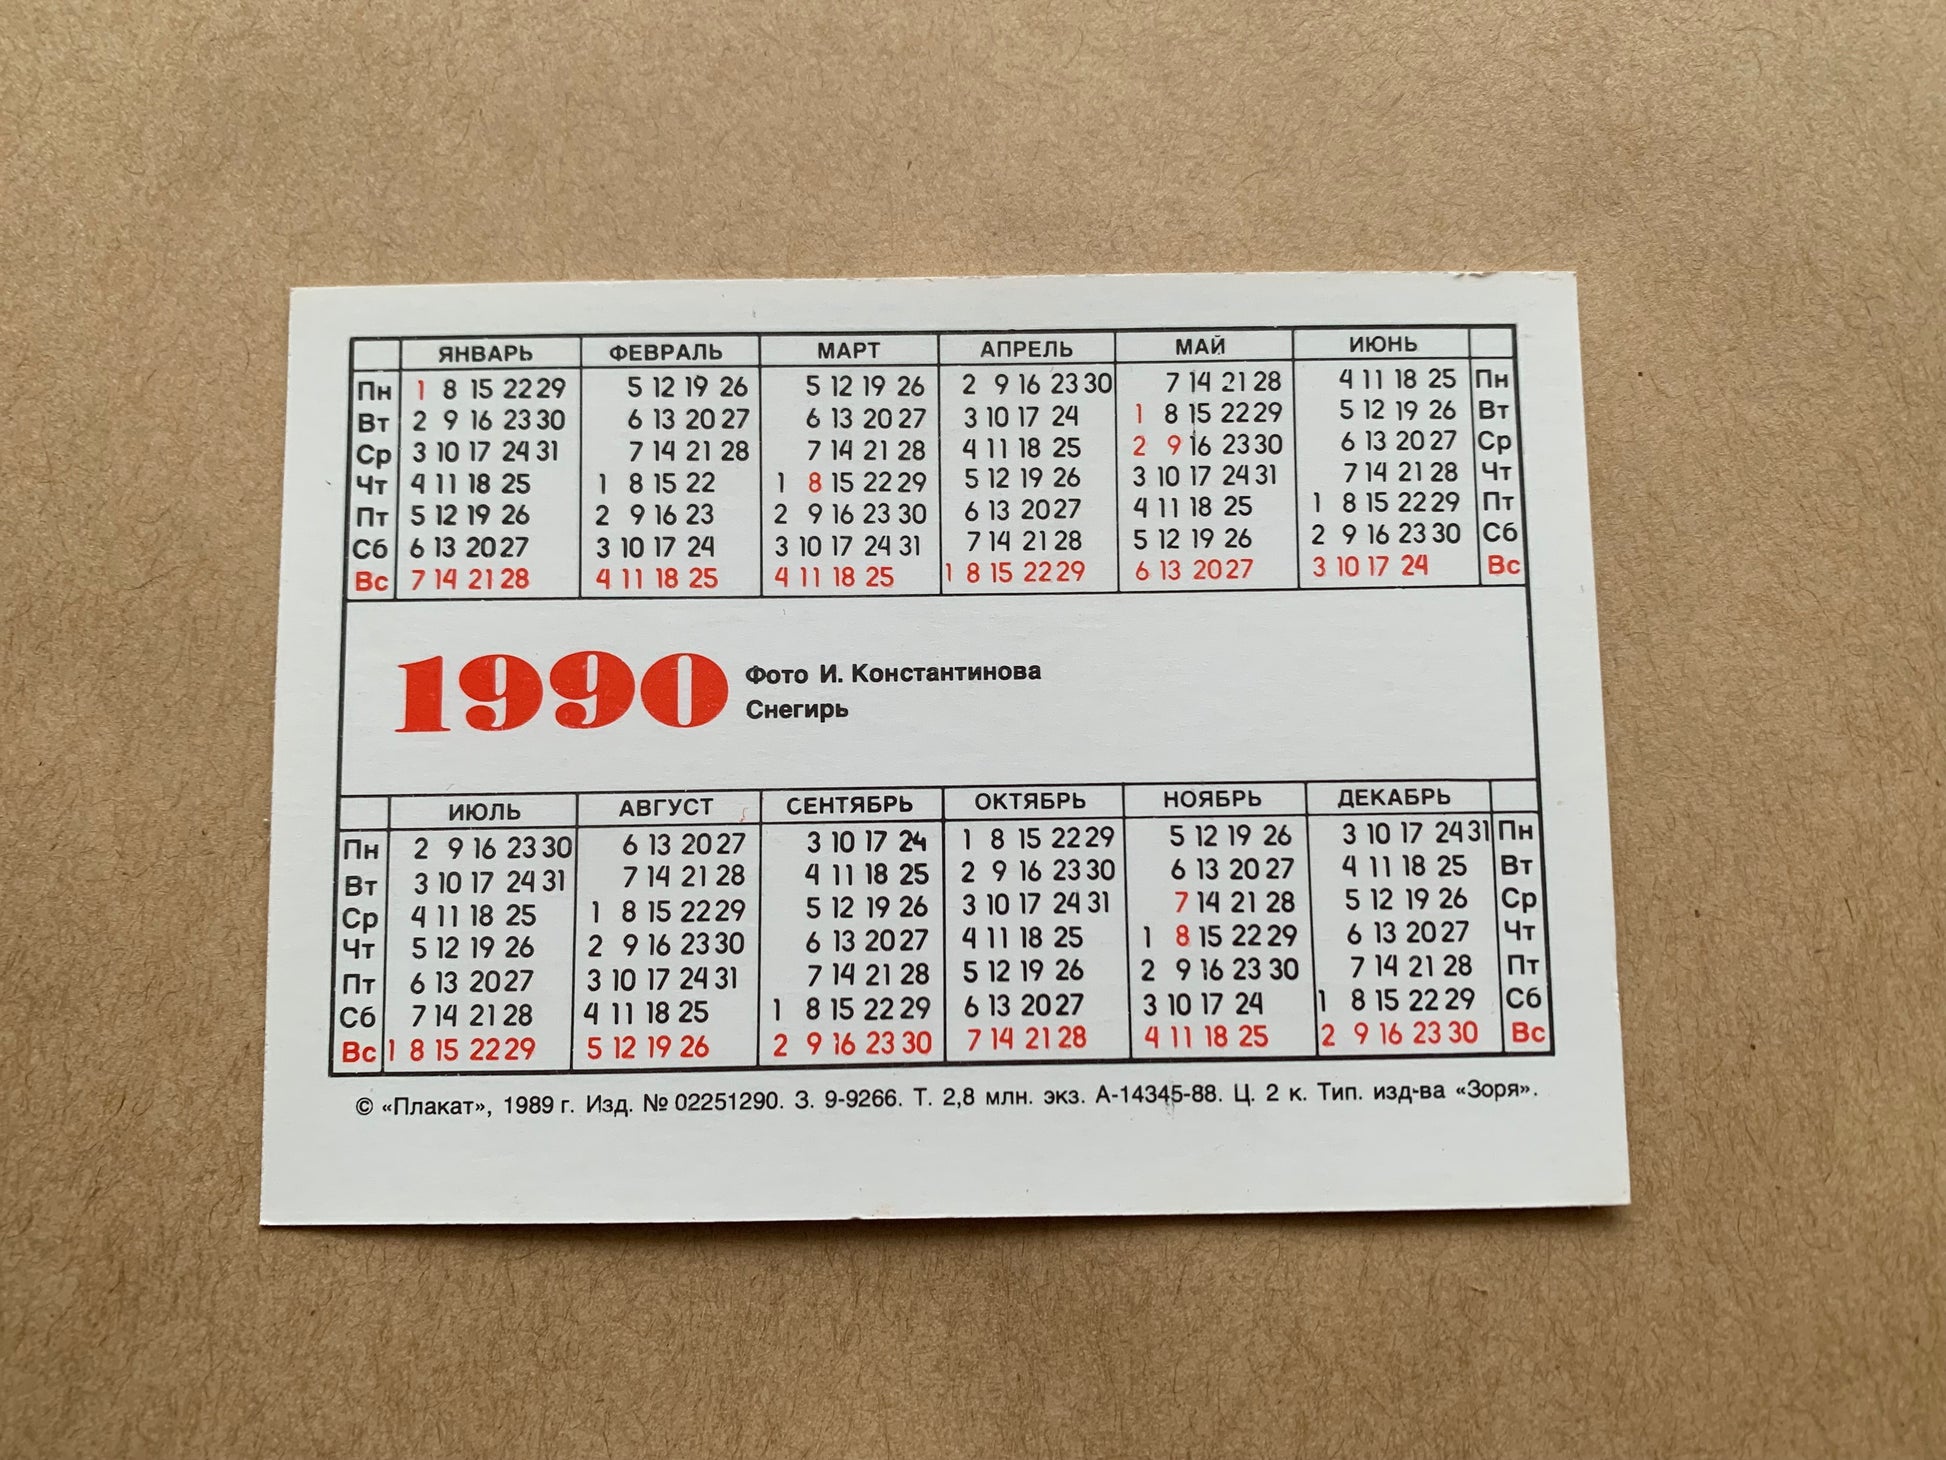 ЯНВАРЬ ФЕВРАЛЬ МАРТ АПРЕЛЬ МАЙ ИЮНЬ
Пн 1 8 15 22 29 5 12 19 26 5 12 19 26 2 9 16 23 30 7 14 21 28 4 11 18 25 Пн
Вт 2 9 16 23 30 6 13 20 27 6 13 20 27 3 10 17 24 1 8 15 22 29 5 12 19 26 Вт
Ср 3 10 17 24 31 7 14 21 28 7 14 21 28 4 11 18 25 2 9 16 23 30 6 13 20 27 Ср
Чт 4 11 18 25 1 8 15 22 1 8 15 22 29 5 12 19 26 3 10 17 24 31 7 14 21 28 Чт
Пт 5 12 19 26 2 9 16 23 2 9 16 23 30 6 13 20 27 4 11 18 25 1 8 15 22 29 Пт
Сб 6 13 20 27 3 10 17 24 3 10 17 24 31 7 14 21 28 5 12 19 26 2 9 16 23 30 Сб
Вс 7 14 21 28 4 11 18 25 4 11 18 25 1 8 15 22 29 6 13 20 27 3 10 17 24 Вс
1990
Фото И. Константинова
Снегирь
ИЮЛЬ АВГУСТ СЕНТЯБРЬ ОКТЯБРЬ НОЯБРЬ ДЕКАБРЬ
Пн 2 9 16 23 30 6 13 20 27 3 10 17 24 1 8 15 22 29 5 12 19 26 3 10 17 24 31 Пн
Вт 3 10 17 24 31 7 14 21 28 4 11 18 25 2 9 16 23 30 6 13 20 27 4 11 18 25 Вт
Ср 4 11 18 25 1 8 15 22 29 5 12 19 26 3 10 17 24 31 7 14 21 28 5 12 19 26 Ср
Чт 5 12 19 26 2 9 16 23 30 6 13 20 27 4 11 18 25 1 8 15 22 29 6 13 20 27 Чт
Пт 6 13 20 27 3 10 17 24 31 7 14 21 28 5 12 19 26 2 9 16 23 30 7 14 21 28 Пт
Сб 7 14 21 28 4 11 18 25 1 8 15 22 29 6 13 20 27 3 10 17 24 1 8 15 22 29 Сб
Вс 1 8 15 22 29 5 12 19 26 2 9 16 23 30 7 14 21 28 4 11 18 25 2 9 16 23 30 Вс
© «Плакат», 1989 г. Изд. № 02251290. З. 9-9266. Т. 2,8 млн. экз. А-14345-88. Ц. 2 к. Тип. изд-ва «Зоря».